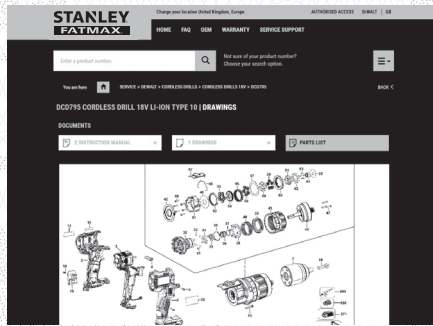 STANLEY
FATMAX.
Change your location United Kingdom, Europe.
AUTHORISED ACCESS DEWALT GB
HOME FAQ OEM WARRANTY SERVICE SUPPORT
Enter a product number
Not sure of your product number?
Choose your search option.
You are here
SERVICE > DEWALT > CORDLESS DRILLS > CORDLESS DRILLS 18V > DCD795
BACK <
DCD795 CORDLESS DRILL 18V LI-ION TYPE 10 | DRAWINGS
DOCUMENTS
2 INSTRUCTION MANUAL
1 DRAWINGS
PARTS LIST